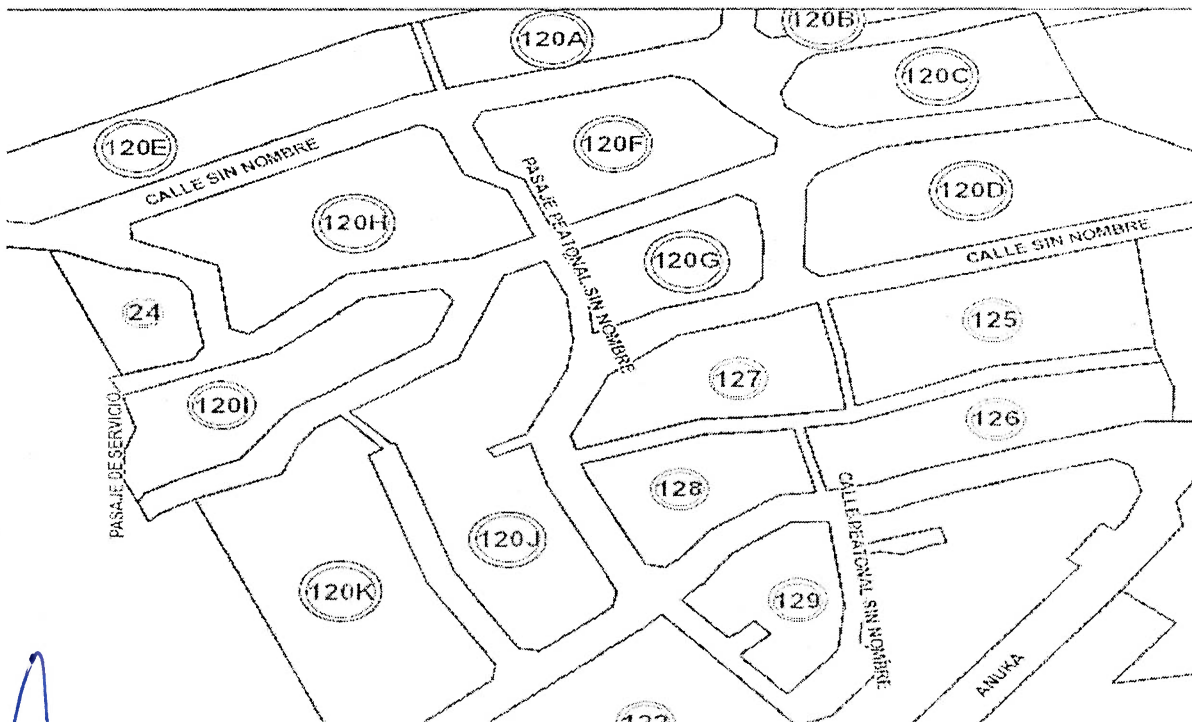 120A
120B
120C
120E
CALLE SIN NOMBRE
120F
PASAJE PEATONAL SIN NOMBRE
120D
120H
CALLE SIN NOMBRE
120G
24
125
127
120I
126
PASAJE DE SERVICIO
128
CALLE PEATONAL SIN NOMBRE
120J
120K
129
ANUKA